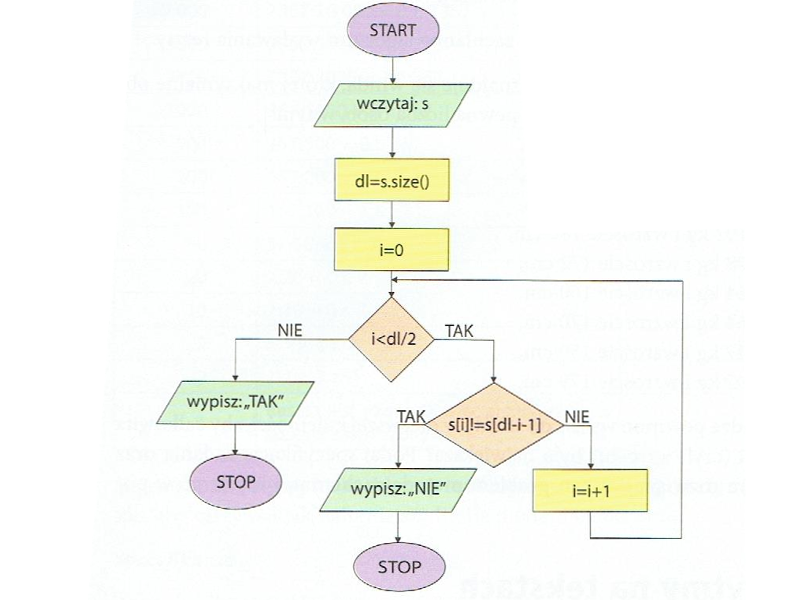 START
wczytaj: s
dl=s.size()
i=0
i<dl/2
NIE
TAK
wypisz:„TAK”
STOP
s[i]!=s[dl-i-1]
TAK
NIE
wypisz:„NIE”
i=i+1
STOP